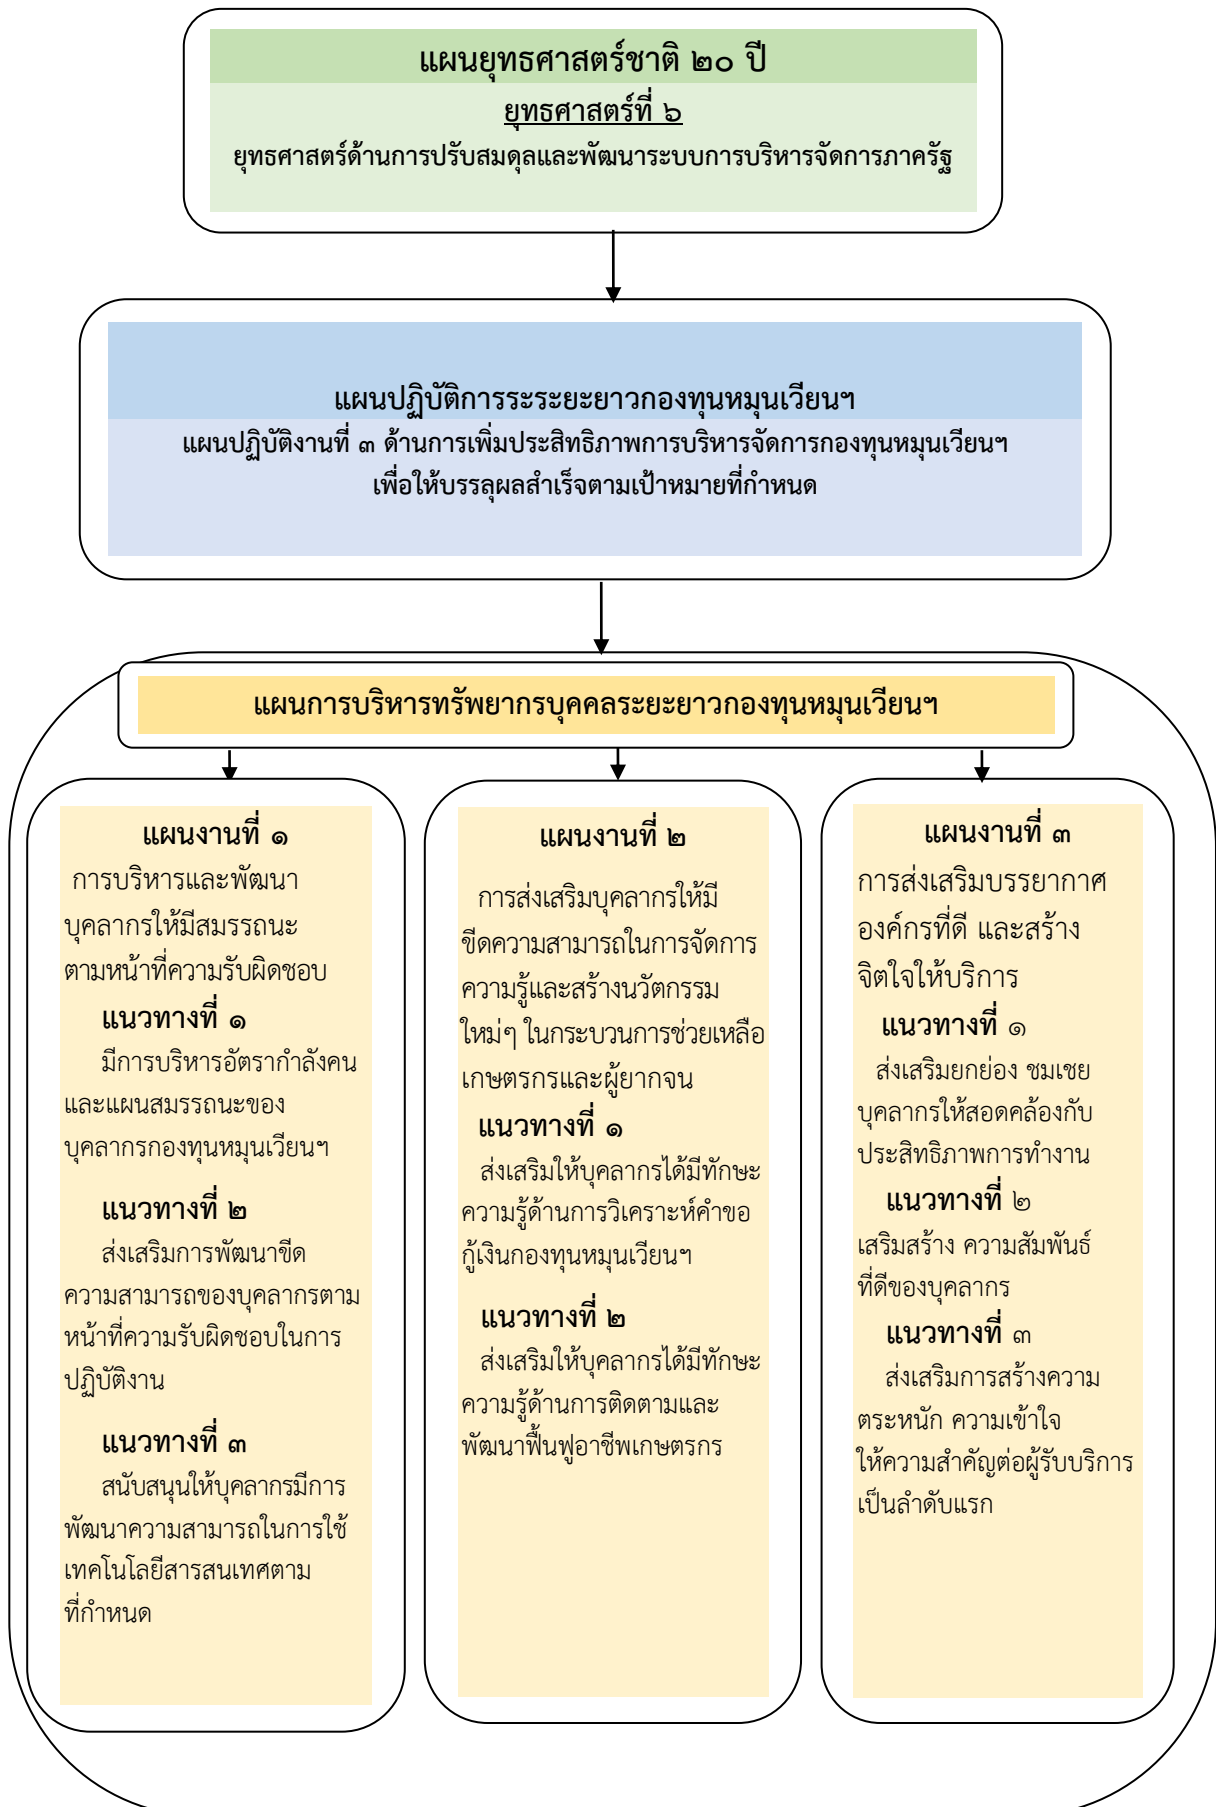 แผนยุทธศาสตร์ชาติ ๒๐ ปี
ยุทธศาสตร์ที่ ๖
ยุทธศาสตร์ด้านการปรับสมดุลและพัฒนาระบบการบริหารจัดการภาครัฐ
แผนปฏิบัติการระระยะยาวกองทุนหมุนเวียนฯ
แผนปฏิบัติงานที่ ๓ ด้านการเพิ่มประสิทธิภาพการบริหารจัดการกองทุนหมุนเวียนฯ
เพื่อให้บรรลุผลสำเร็จตามเป้าหมายที่กำหนด
แผนการบริหารทรัพยากรบุคคลระยะยาวกองทุนหมุนเวียนฯ
แผนงานที่ ๑
การบริหารและพัฒนา
บุคลากรให้มีสมรรถนะ
ตามหน้าที่ความรับผิดชอบ
แนวทางที่ ๑
มีการบริหารอัตรากำลังคน
และแผนสมรรถนะของ
บุคลากรกองทุนหมุนเวียนฯ
แนวทางที่ ๒
ส่งเสริมการพัฒนาขีด
ความสามารถของบุคลากรตาม
หน้าที่ความรับผิดชอบในการ
ปฏิบัติงาน
แนวทางที่ ๓
สนับสนุนให้บุคลากรมีการ
พัฒนาความสามารถในการใช้
เทคโนโลยีสารสนเทศตาม
ที่กำหนด
แผนงานที่ ๒
การส่งเสริมบุคลากรให้มี
ขีดความสามารถในการจัดการ
ความรู้และสร้างนวัตกรรม
ใหม่ๆ ในกระบวนการช่วยเหลือ
เกษตรกรและผู้ยากจน
แนวทางที่ ๑
ส่งเสริมให้บุคลากรได้มีทักษะ
ความรู้ด้านการวิเคราะห์คำขอ
กู้เงินกองทุนหมุนเวียนฯ
แนวทางที่ ๒
ส่งเสริมให้บุคลากรได้มีทักษะ
ความรู้ด้านการติดตามและ
พัฒนาฟื้นฟูอาชีพเกษตรกร
แผนงานที่ ๓
การส่งเสริมบรรยากาศ
องค์กรที่ดี และสร้าง
จิตใจให้บริการ
แนวทางที่ ๑
ส่งเสริมยกย่อง ชมเชย
บุคลากรให้สอดคล้องกับ
ประสิทธิภาพการทำงาน
แนวทางที่ ๒
เสริมสร้าง ความสัมพันธ์
ที่ดีของบุคลากร
แนวทางที่ ๓
ส่งเสริมการสร้างความ
ตระหนัก ความเข้าใจ
ให้ความสำคัญต่อผู้รับบริการ
เป็นลำดับแรก